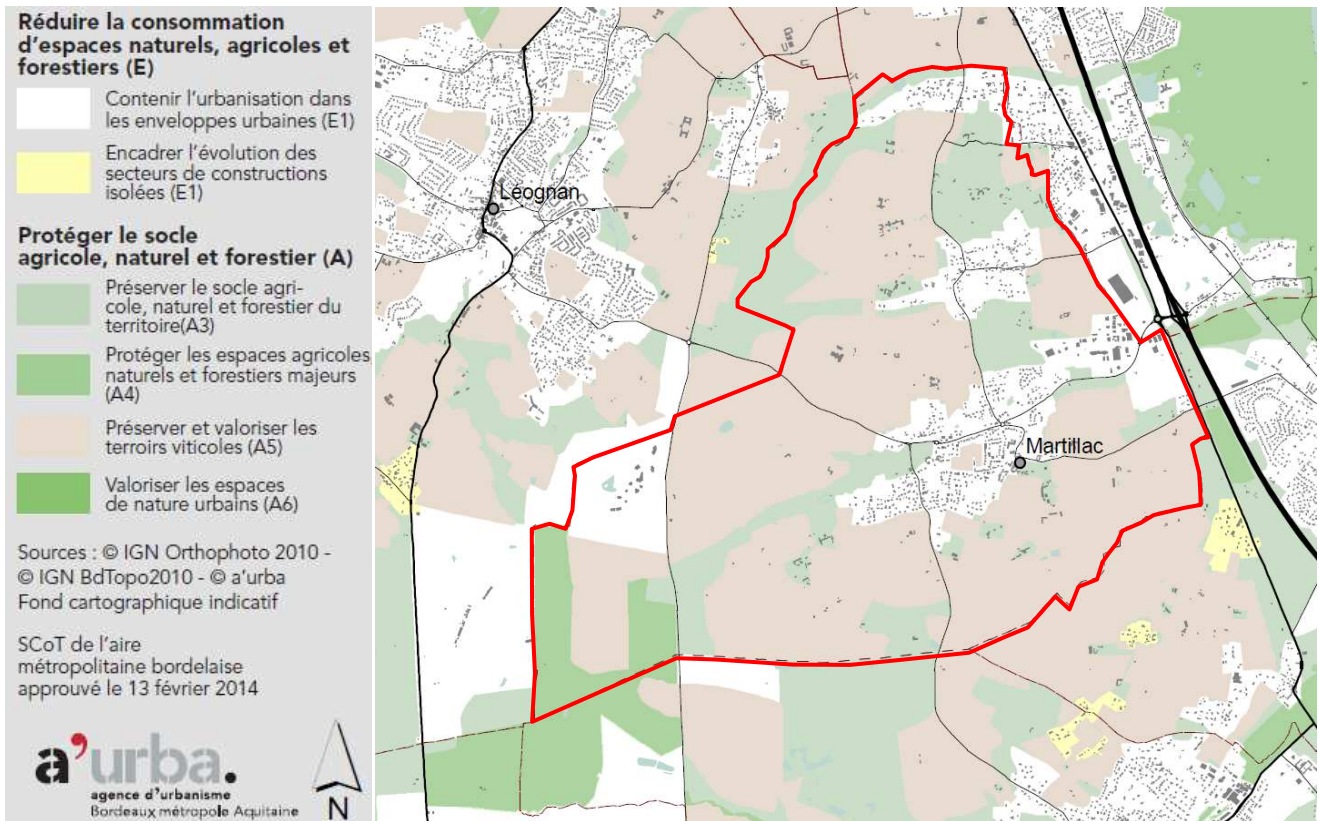 Réduire la consommation
d'espaces naturels, agricoles et
forestiers (E)
Contenir l'urbanisation dans
les enveloppes urbaines (E1)
Encadrer l'évolution des
secteurs de constructions
isolées (E1)
Protéger le socle
agricole, naturel et forestier (A)
Préserver le socle agri-
cole, naturel et forestier du
territoire(A3)
Protéger les espaces agricoles
naturels et forestiers majeurs
(A4)
Préserver et valoriser les
terroirs viticoles (A5)
Valoriser les espaces
de nature urbains (A6)
Sources : © IGN Orthophoto 2010 -
© IGN BdTopo2010 - © a'urba
Fond cartographique indicatif
SCoT de l'aire
métropolitaine bordelaise
approuvé le 13 février 2014
a'urba.
agence d'urbanisme
Bordeaux métropole Aquitaine
N
Léognan
Martillac